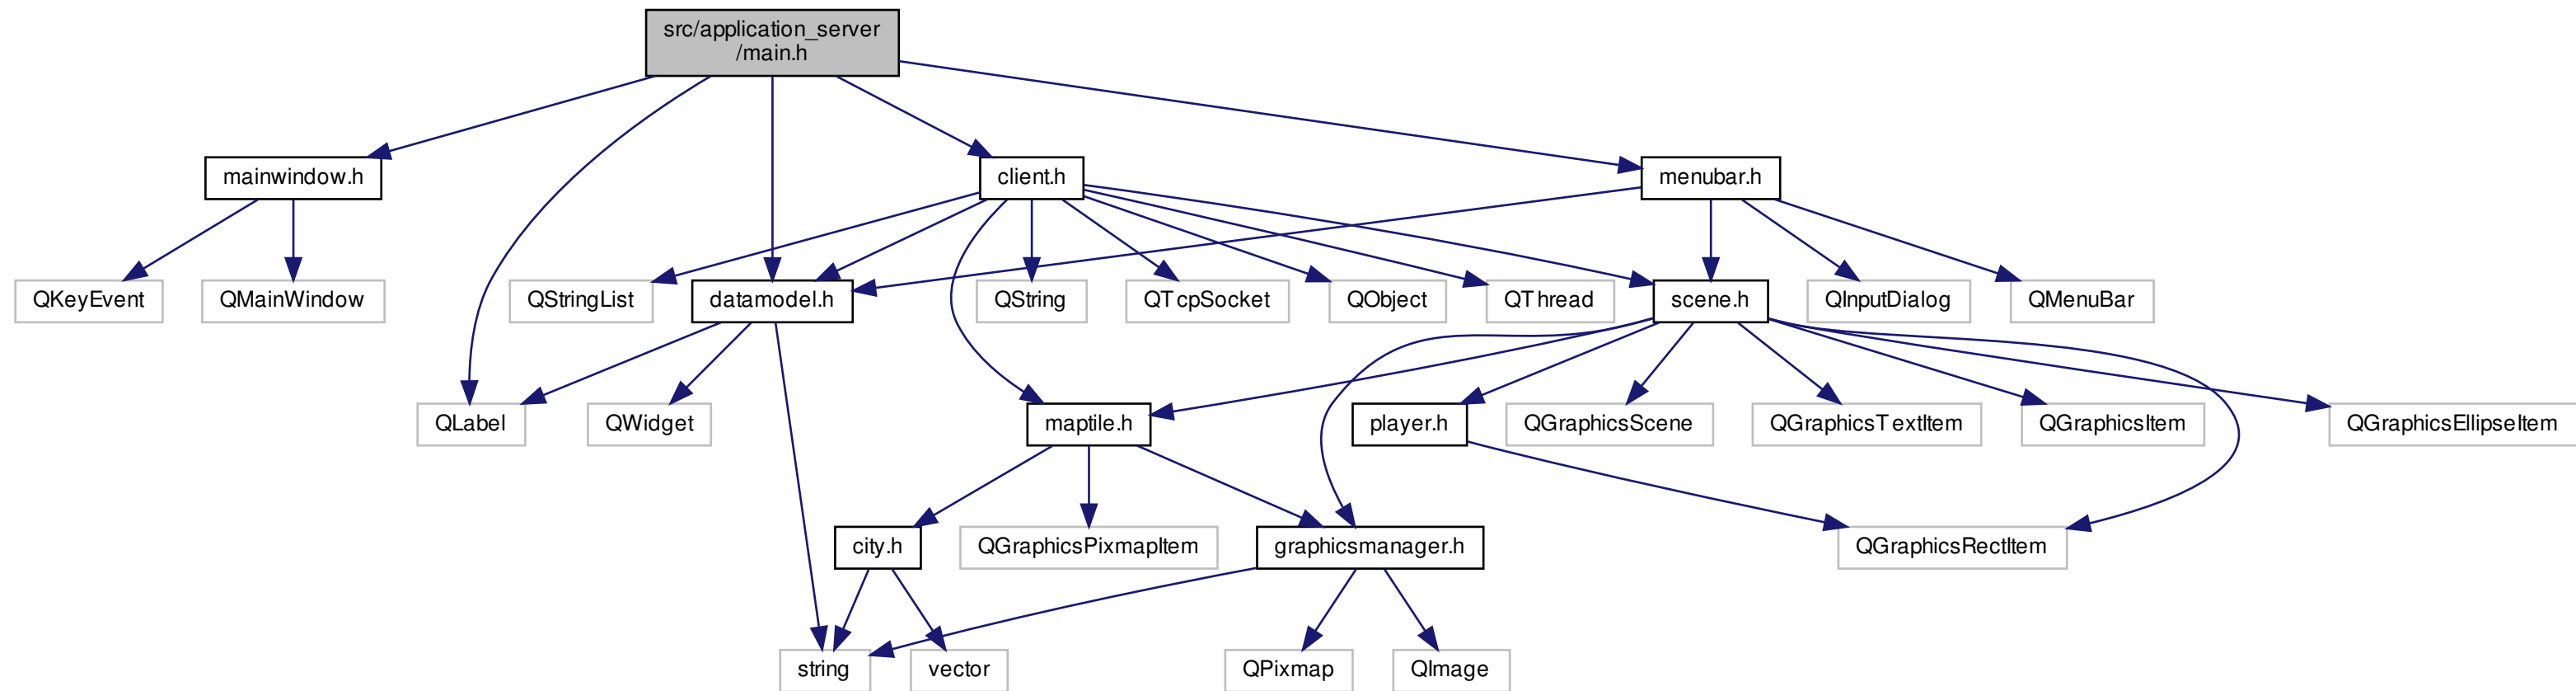 src/application_server
/main.h
mainwindow.h
client.h
menubar.h
QKeyEvent
QMainWindow
QStringList
datamodel.h
QString
QTcpSocket
QObject
QThread
scene.h
QInputDialog
QMenuBar
QLabel
QWidget
maptile.h
player.h
QGraphicsScene
QGraphicsTextItem
QGraphicsItem
QGraphicsEllipseItem
city.h
QGraphicsPixmapItem
graphicsmanager.h
QGraphicsRectItem
string
vector
QPixmap
QImage